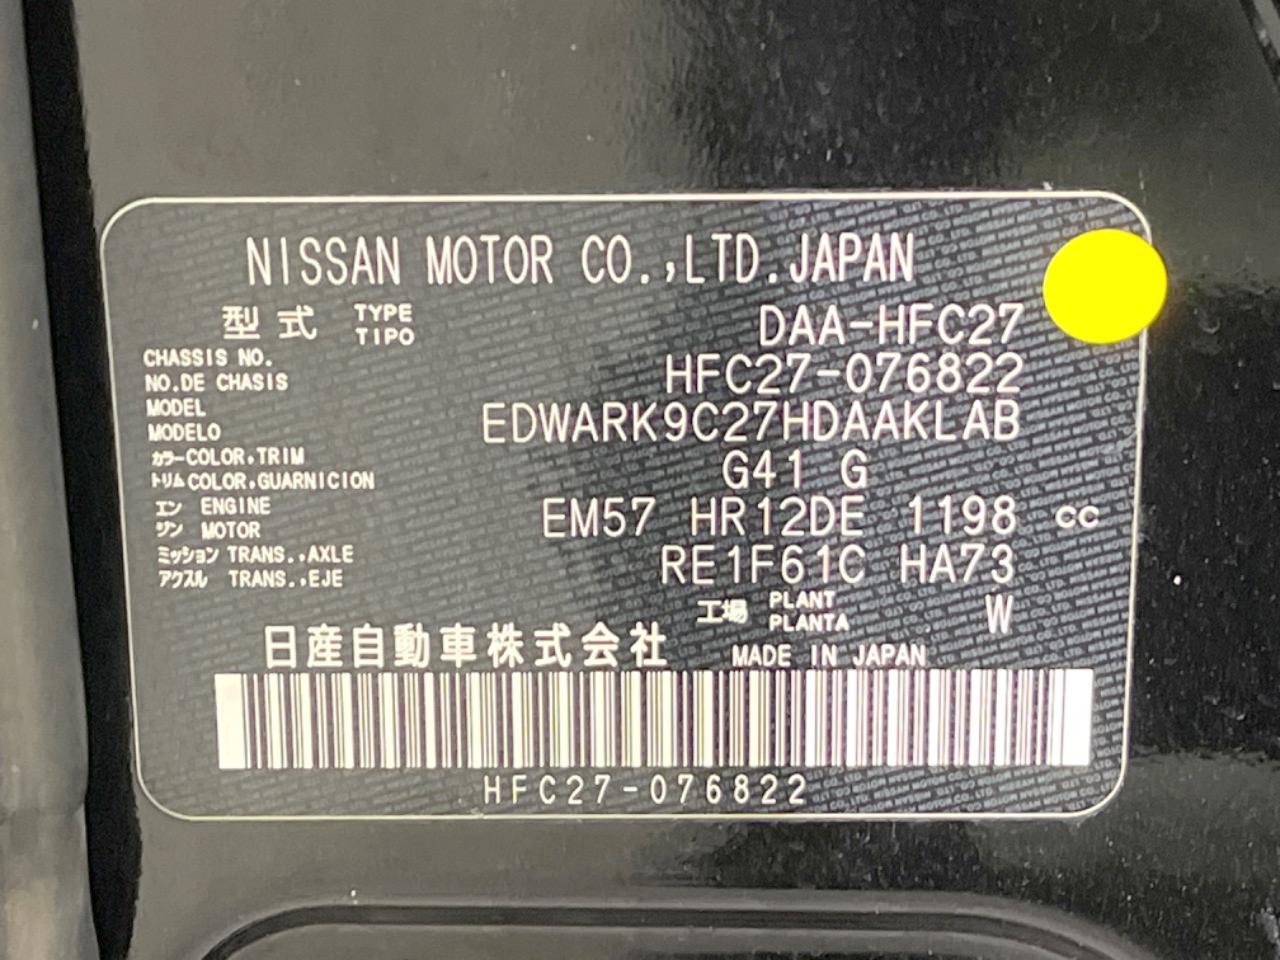 NISSAN MOTOR CO.,LTD.JAPAN
型式 TYPE TIPO DAA-HFC27
CHASSIS NO.
NO.DE CHASIS HFC27-076822
MODEL
MODELO EDWARK9C27HDAAKLAB
カラー COLOR,TRIM
トリム COLOR,GUARNICION G41 G
エン ENGINE
ジン MOTOR EM57 HR12DE 1198 cc
ミッション TRANS.,AXLE
アクスル TRANS.,EJE RE1F61C HA73
工場 PLANT PLANTA W
日産自動車株式会社 MADE IN JAPAN
HFC27-076822